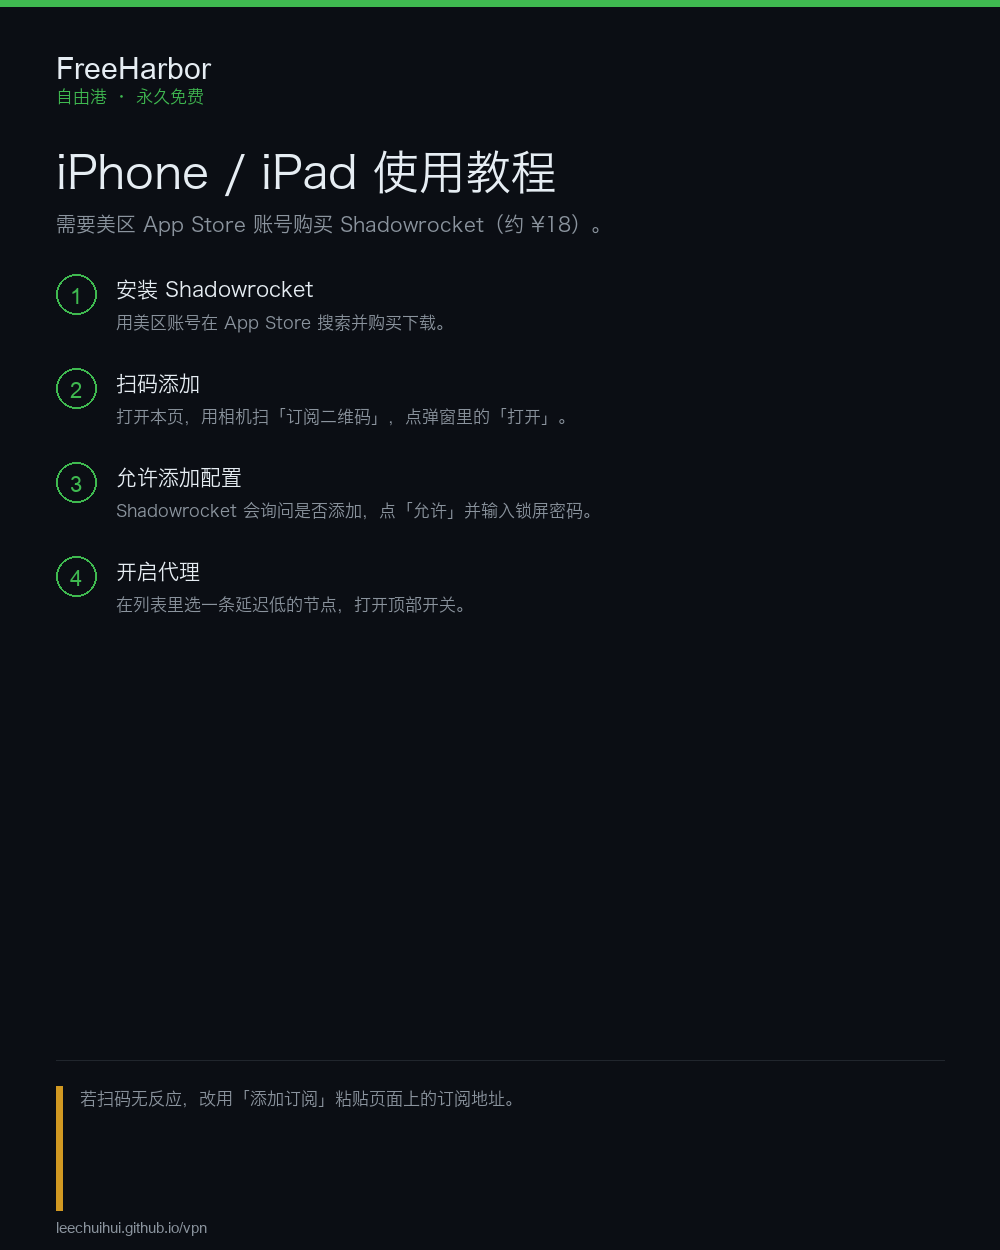 FreeHarbor
自由港 · 永久免费
iPhone / iPad 使用教程
需要美区 App Store 账号购买 Shadowrocket（约 ¥18）。
1
安装 Shadowrocket
用美区账号在 App Store 搜索并购买下载。
2
扫码添加
打开本页，用相机扫「订阅二维码」，点弹窗里的「打开」。
3
允许添加配置
Shadowrocket 会询问是否添加，点「允许」并输入锁屏密码。
4
开启代理
在列表里选一条延迟低的节点，打开顶部开关。
若扫码无反应，改用「添加订阅」粘贴页面上的订阅地址。
leechuihui.github.io/vpn